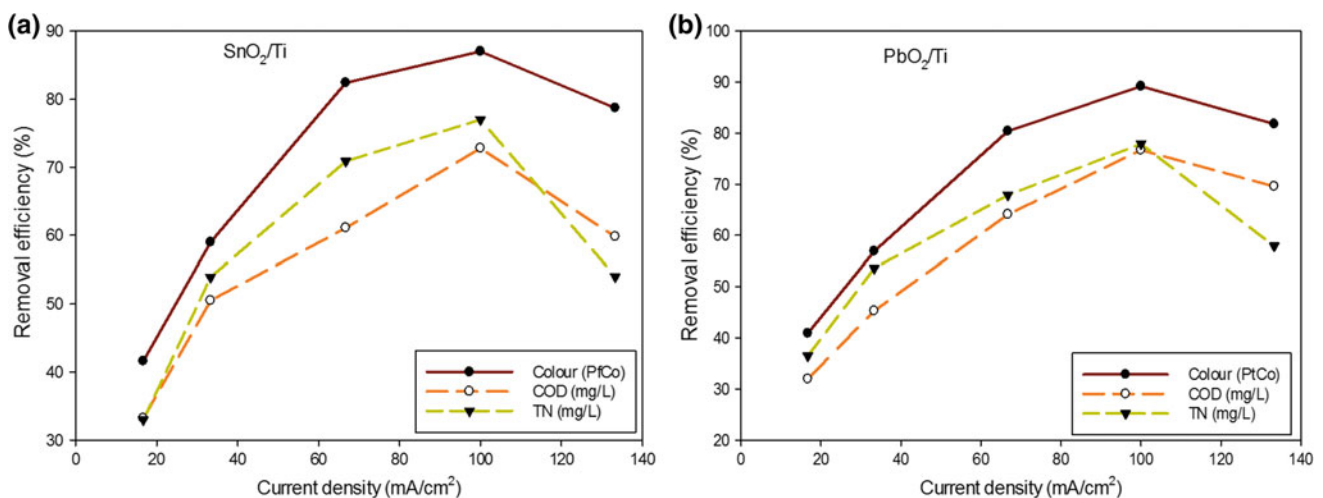 (a)
SnO₂/Ti
90
80
70
60
50
40
30
0 20 40 60 80 100 120 140
Removal efficiency (%)
Current density (mA/cm²)
Colour (PfCo)
COD (mg/L)
TN (mg/L)
(b)
PbO₂/Ti
100
90
80
70
60
50
40
30
20
0 20 40 60 80 100 120 140
Removal efficiency (%)
Current density (mA/cm²)
Colour (PtCo)
COD (mg/L)
TN (mg/L)